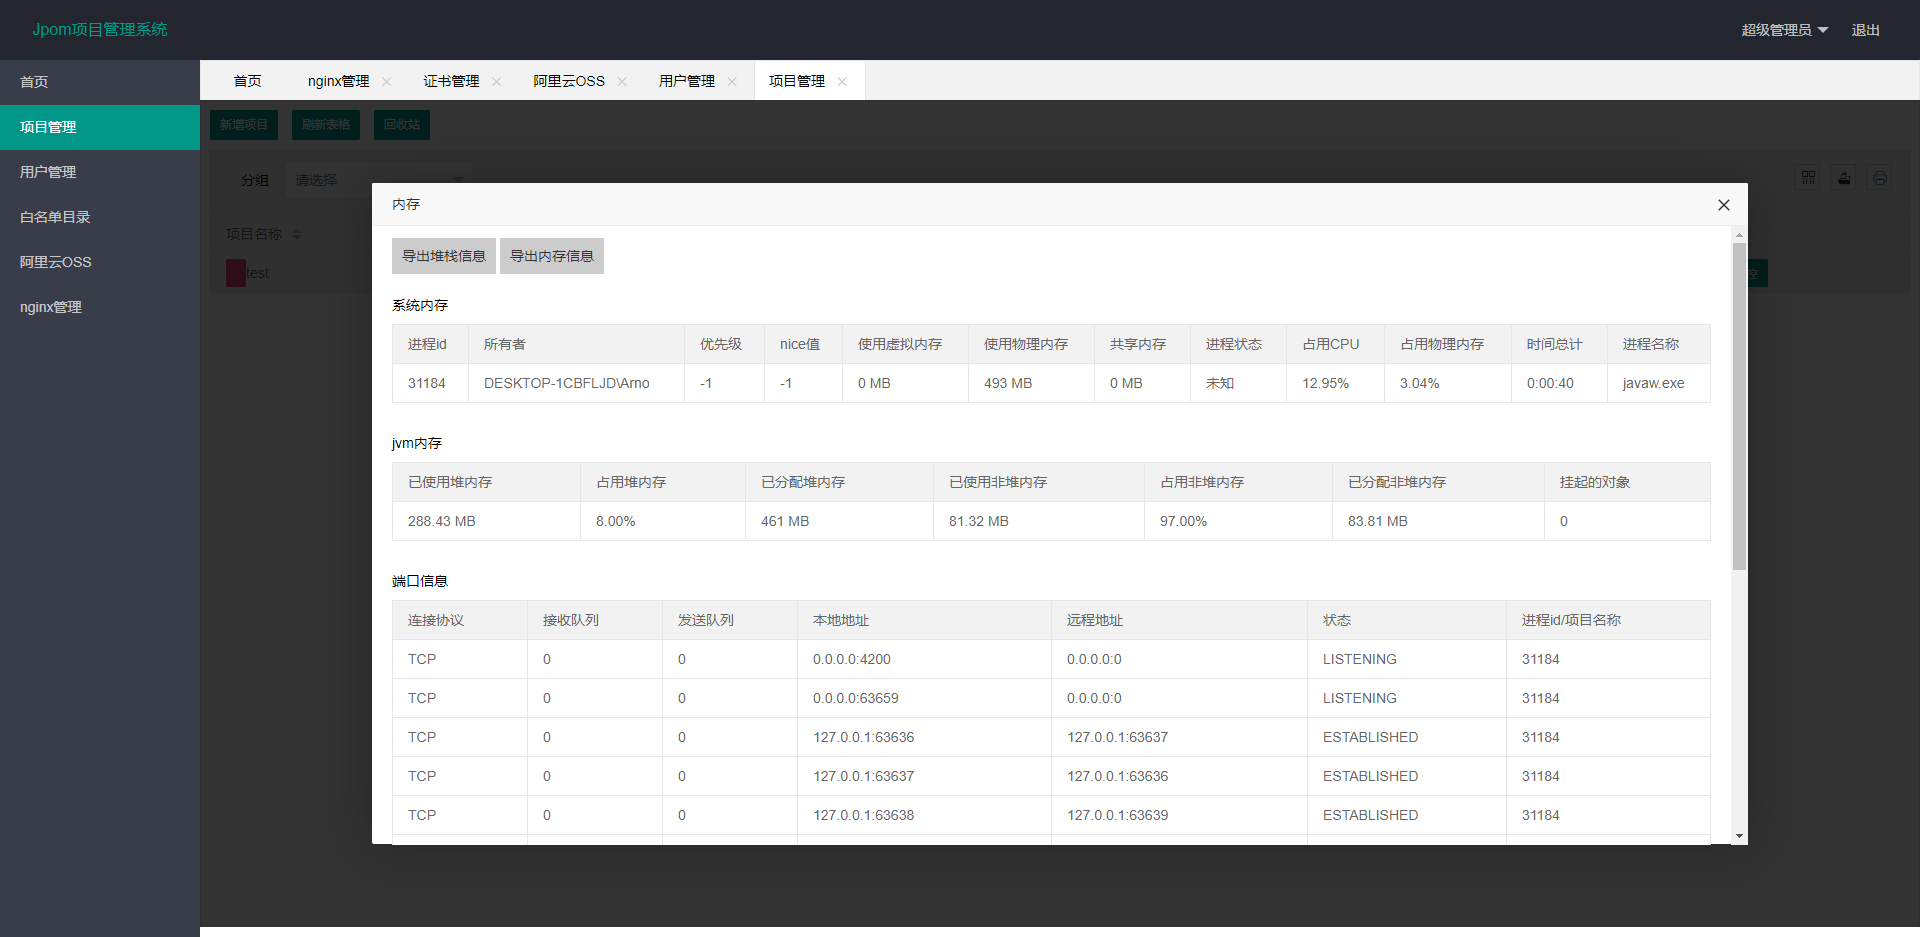 Jpom项目管理系统
超级管理员 退出
首页
项目管理
用户管理
白名单目录
阿里云OSS
nginx管理
首页 nginx管理 证书管理 阿里云OSS 用户管理 项目管理
新增项目 刷新表格 回收站
分组 请选择
项目名称
test
控
内存
导出堆栈信息 导出内存信息
系统内存
进程id 所有者 优先级 nice值 使用虚拟内存 使用物理内存 共享内存 进程状态 占用CPU 占用物理内存 时间总计 进程名称
31184 DESKTOP-1CBFLJD\Arno -1 -1 0 MB 493 MB 0 MB 未知 12.95% 3.04% 0:00:40 javaw.exe
jvm内存
已使用堆内存 占用堆内存 已分配堆内存 已使用非堆内存 占用非堆内存 已分配非堆内存 挂起的对象
288.43 MB 8.00% 461 MB 81.32 MB 97.00% 83.81 MB 0
端口信息
连接协议 接收队列 发送队列 本地地址 远程地址 状态 进程id/项目名称
TCP 0 0 0.0.0.0:4200 0.0.0.0:0 LISTENING 31184
TCP 0 0 0.0.0.0:63659 0.0.0.0:0 LISTENING 31184
TCP 0 0 127.0.0.1:63636 127.0.0.1:63637 ESTABLISHED 31184
TCP 0 0 127.0.0.1:63637 127.0.0.1:63636 ESTABLISHED 31184
TCP 0 0 127.0.0.1:63638 127.0.0.1:63639 ESTABLISHED 31184